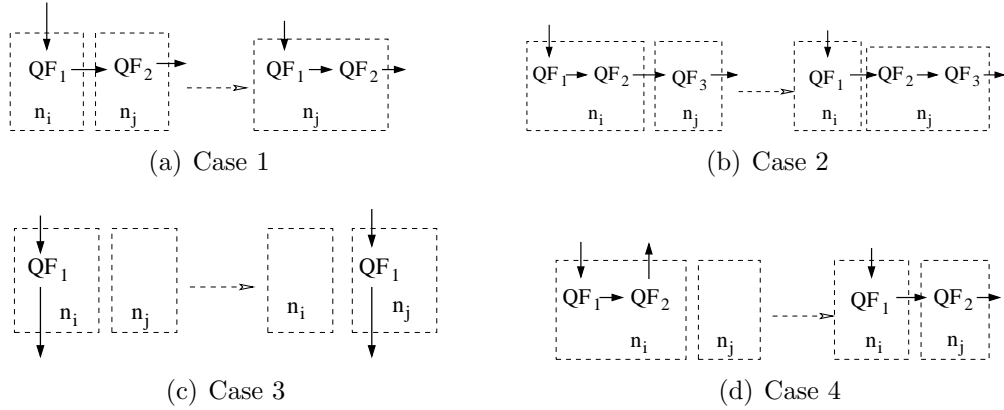 QF1 QF2 QF1 QF2
ni nj nj
(a) Case 1
QF1 QF2 QF3 QF1 QF2 QF3
ni nj ni nj
(b) Case 2
QF1 QF1
ni nj ni nj
(c) Case 3
QF1 QF2 QF1 QF2
ni nj ni nj
(d) Case 4